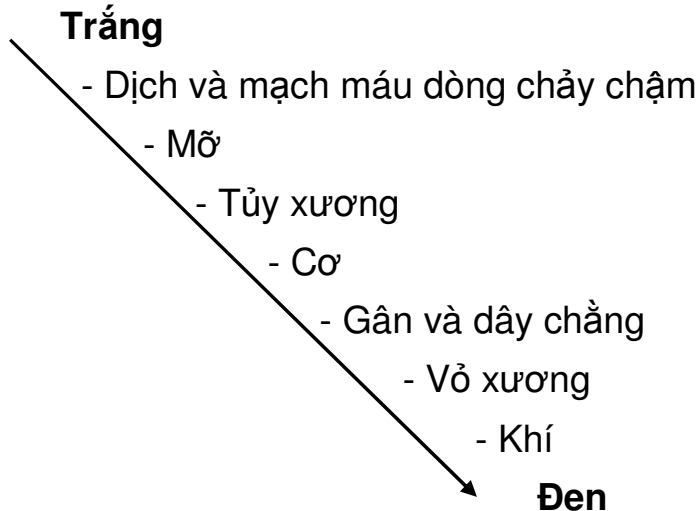 Trắng
- Dịch và mạch máu dòng chảy chậm
- Mỡ
- Tủy xương
- Cơ
- Gân và dây chằng
- Vỏ xương
- Khí
Đen